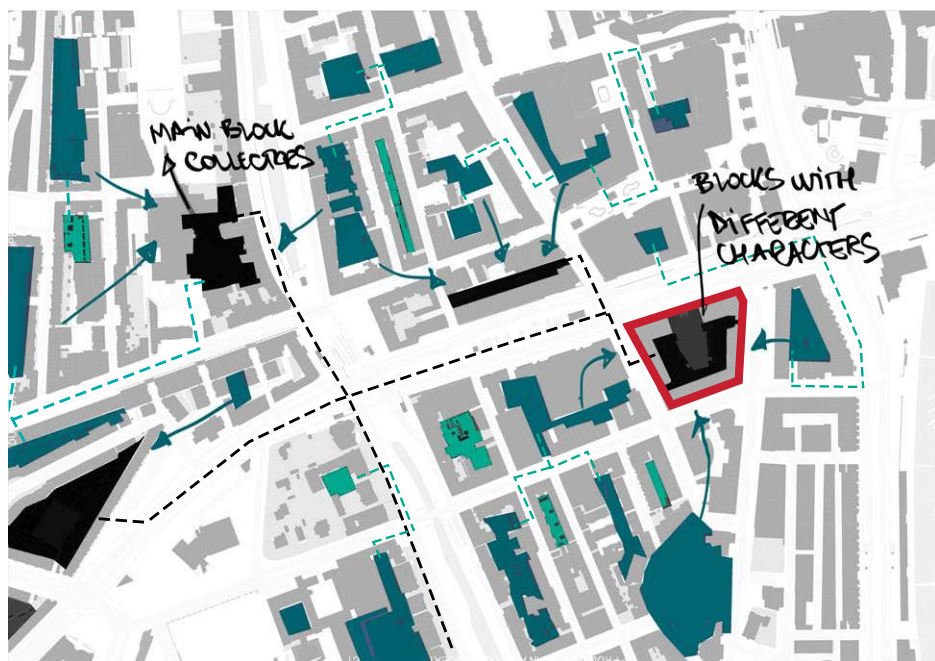 MAIN BLOCK
COLLECTORS
BLOCKS WITH
DIFFERENT
CHARACTERS